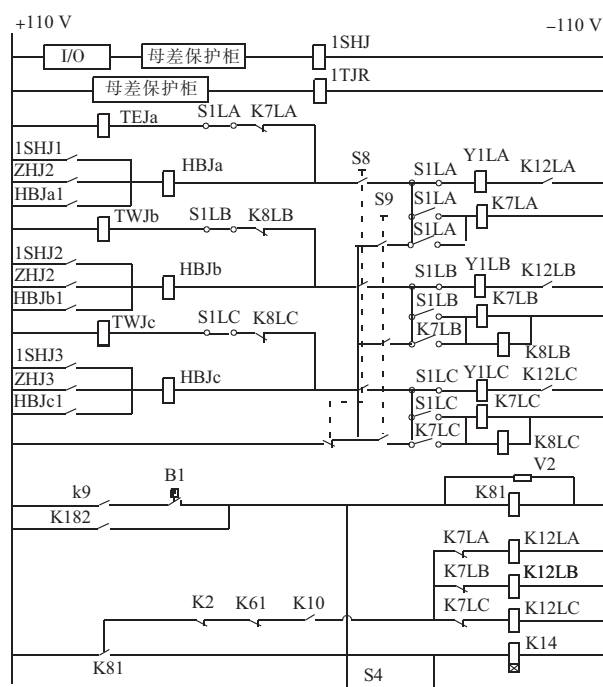 +110 V
−110 V
I/O 母差保护柜 1SHJ
母差保护柜 1TJR
TEJa S1LA K7LA
1SHJ1
ZHJ2 HBJa S8 S1LA Y1LA K12LA
HBJa1 S9 S1LA K7LA
TWJb S1LB K8LB S1LA
1SHJ2
ZHJ2 HBJb S1LB Y1LB K12LB
HBJb1 S1LB K7LB
TWJc S1LC K8LC K7LB K8LB
1SHJ3
ZHJ3 HBJc S1LC Y1LC K12LC
HBJc1 S1LC K7LC
K7LC K8LC
V2
k9 B1 K81
K182
K7LA K12LA
K7LB K12LB
K2 K61 K10 K7LC K12LC
K81 K14
S4